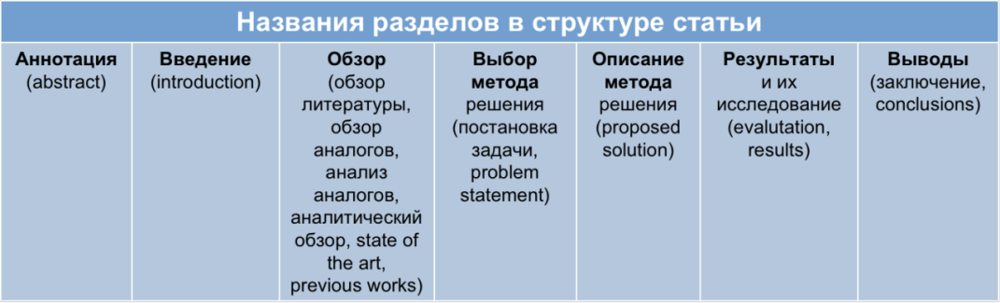 Названия разделов в структуре статьи
Аннотация
(abstract)
Введение
(introduction)
Обзор
(обзор
литературы,
обзор
аналогов,
анализ
аналогов,
аналитический
обзор, state of
the art,
previous works)
Выбор
метода
решения
(постановка
задачи,
problem
statement)
Описание
метода
решения
(proposed
solution)
Результаты
и их
исследование
(evalutation,
results)
Выводы
(заключение,
conclusions)